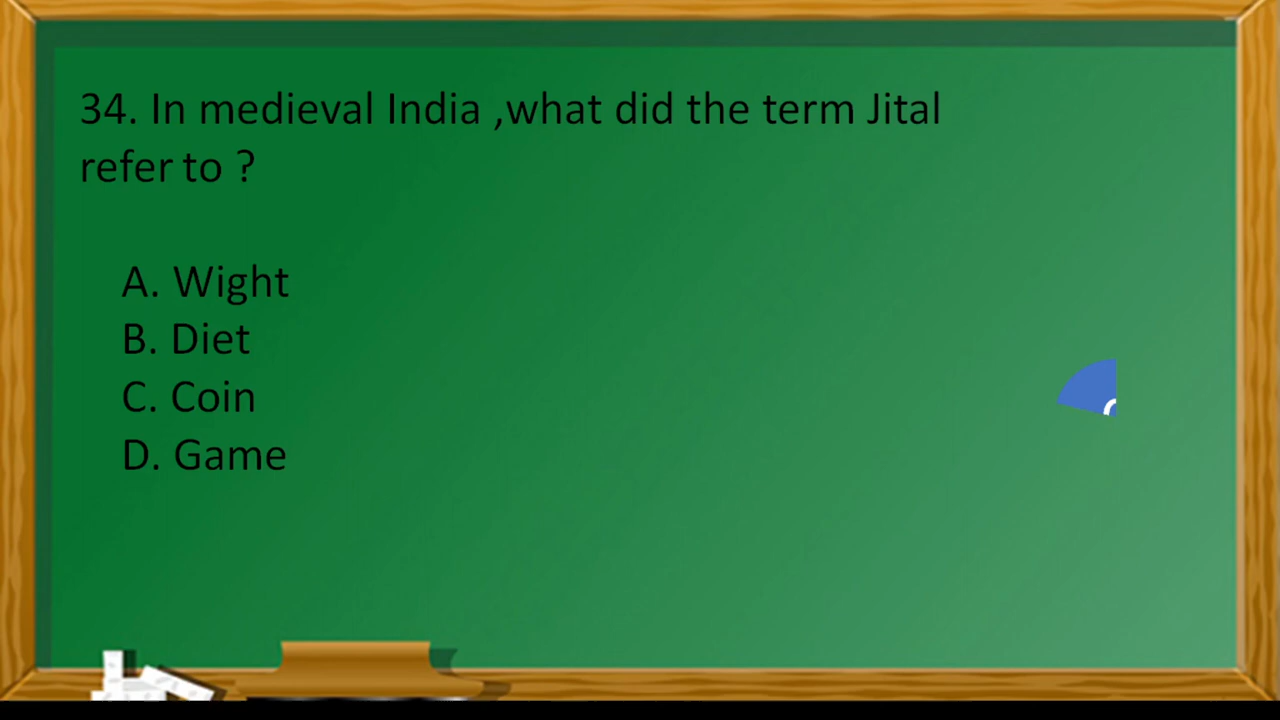 34. In medieval India ,what did the term Jital
refer to ?
A. Wight
B. Diet
C. Coin
D. Game